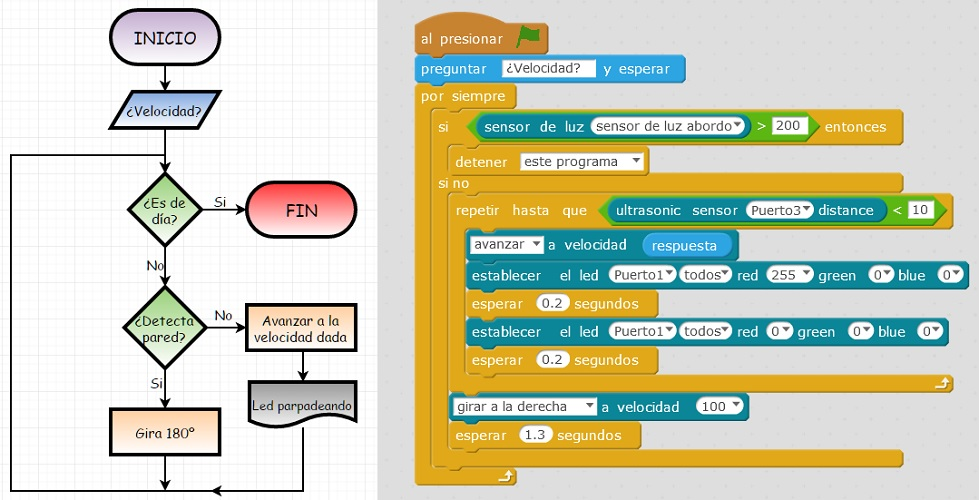 INICIO
¿Velocidad?
¿Es de
día?
Si
FIN
No
¿Detecta
pared?
No
Avanzar a la
velocidad dada
Si
Led parpadeando
Gira 180º
al presionar
preguntar ¿Velocidad? y esperar
por siempre
si sensor de luz sensor de luz abordo > 200 entonces
detener este programa
si no
repetir hasta que ultrasonic sensor Puerto3 distance < 10
avanzar a velocidad respuesta
establecer el led Puerto1 todos red 255 green 0 blue 0
esperar 0.2 segundos
establecer el led Puerto1 todos red 0 green 0 blue 0
esperar 0.2 segundos
girar a la derecha a velocidad 100
esperar 1.3 segundos